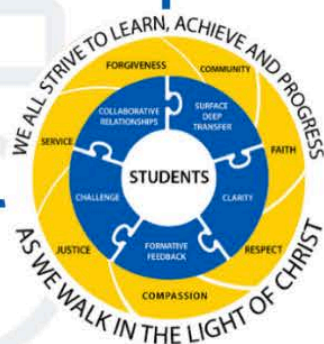 WE ALL STRIVE TO LEARN, ACHIEVE AND PROGRESS
FORGIVENESS
COMMUNITY
COLLABORATIVE
RELATIONSHIPS
SURFACE
DEEP
TRANSFER
SERVICE
FAITH
STUDENTS
CHALLENGE
CLARITY
FORMATIVE
FEEDBACK
JUSTICE
RESPECT
COMPASSION
AS WE WALK IN THE LIGHT OF CHRIST